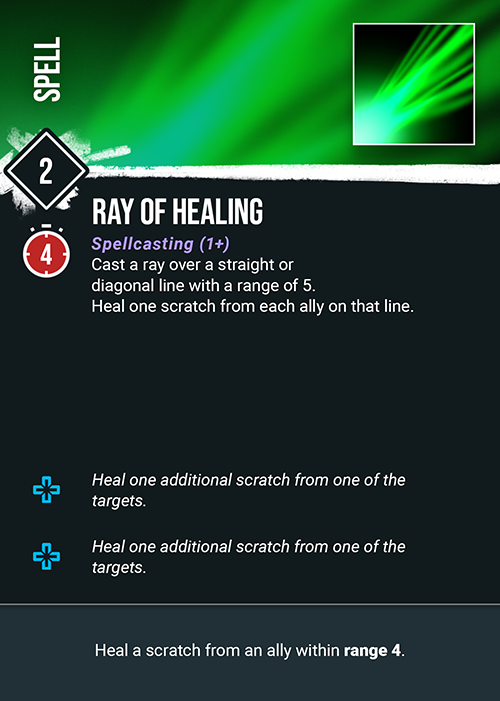 SPELL
2
RAY OF HEALING
4
Spellcasting (1+)
Cast a ray over a straight or
diagonal line with a range of 5.
Heal one scratch from each ally on that line.
Heal one additional scratch from one of the
targets.
Heal one additional scratch from one of the
targets.
Heal a scratch from an ally within range 4.